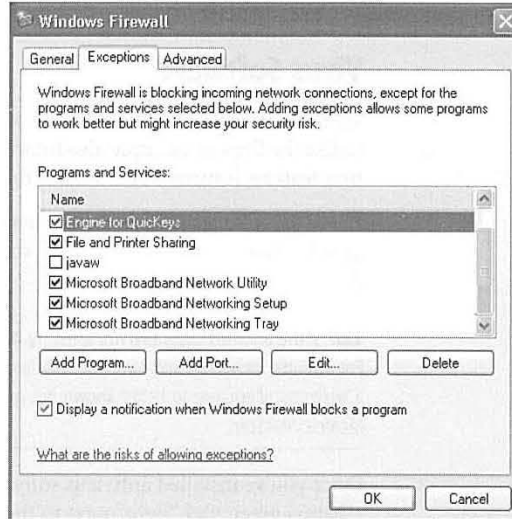 Windows Firewall
General Exceptions Advanced
Windows Firewall is blocking incoming network connections, except for the
programs and services selected below. Adding exceptions allows some programs
to work better but might increase your security risk.
Programs and Services:
Name
Engine for QuicKeys
File and Printer Sharing
javaw
Microsoft Broadband Network Utility
Microsoft Broadband Networking Setup
Microsoft Broadband Networking Tray
Add Program... Add Port... Edit... Delete
Display a notification when Windows Firewall blocks a program
What are the risks of allowing exceptions?
OK Cancel